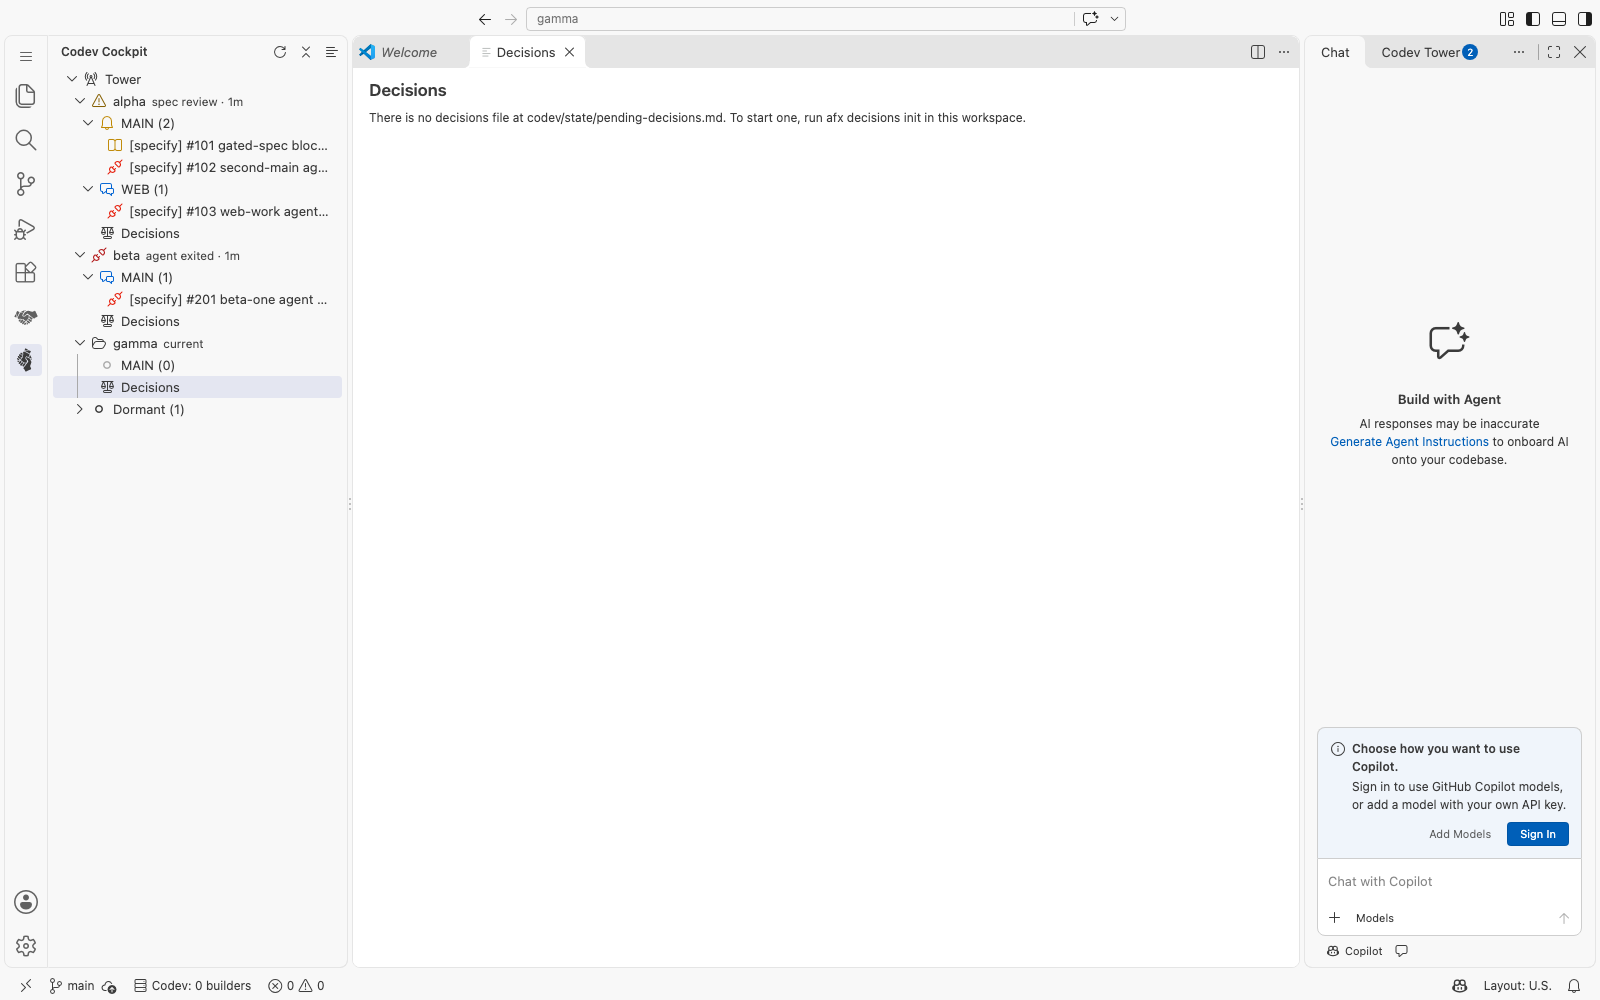 gamma
Codev Cockpit
Tower
alpha spec review · 1m
MAIN (2)
[specify] #101 gated-spec bloc...
[specify] #102 second-main ag...
WEB (1)
[specify] #103 web-work agent...
Decisions
beta agent exited · 1m
MAIN (1)
[specify] #201 beta-one agent ...
Decisions
gamma current
MAIN (0)
Decisions
Dormant (1)
Welcome
Decisions
Decisions
There is no decisions file at codev/state/pending-decisions.md. To start one, run afx decisions init in this workspace.
Chat
Codev Tower 2
Build with Agent
AI responses may be inaccurate
Generate Agent Instructions to onboard AI
onto your codebase.
Choose how you want to use
Copilot.
Sign in to use GitHub Copilot models,
or add a model with your own API key.
Add Models
Sign In
Chat with Copilot
Models
Copilot
main
Codev: 0 builders
0
0
Layout: U.S.